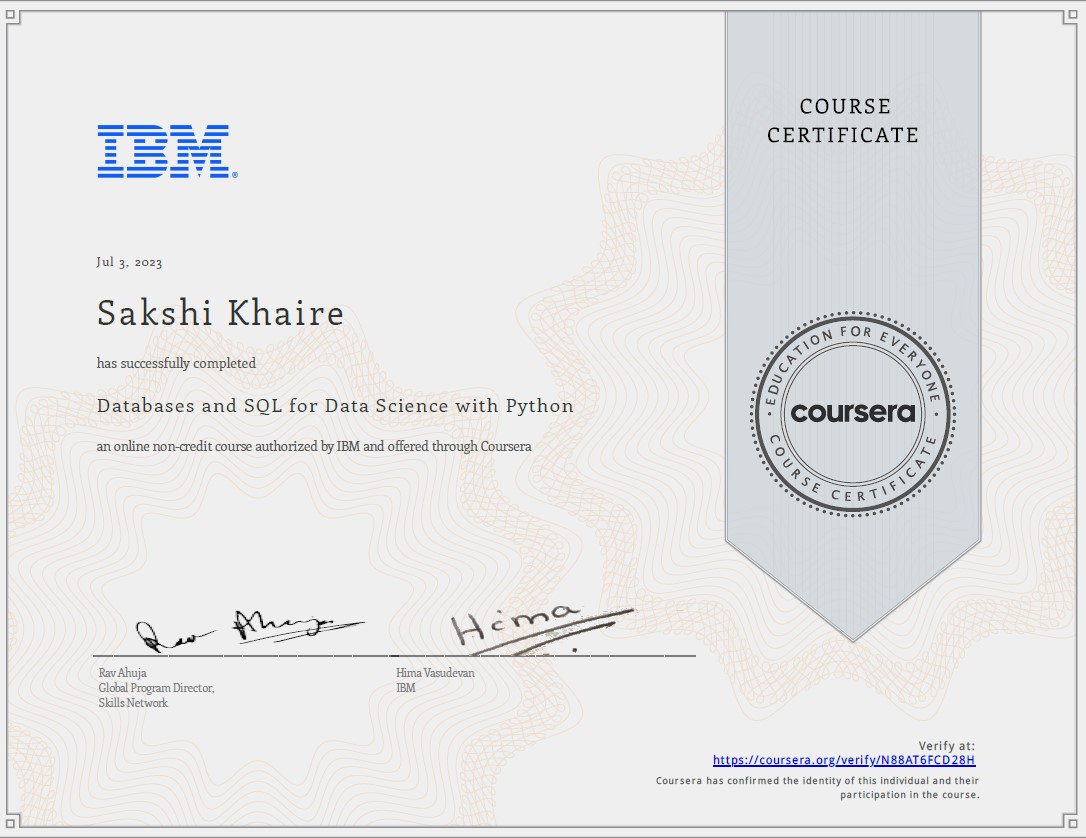 COURSE
CERTIFICATE
IBM®
Jul 3, 2023
Sakshi Khaire
has successfully completed
Databases and SQL for Data Science with Python
an online non-credit course authorized by IBM and offered through Coursera
EDUCATION FOR EVERYONE
coursera
COURSE CERTIFICATE
Rav Ahuja
Hima
Rav Ahuja
Global Program Director,
Skills Network
Hima Vasudevan
IBM
Verify at:
https://coursera.org/verify/N88AT6FCD28H
Coursera has confirmed the identity of this individual and their
participation in the course.